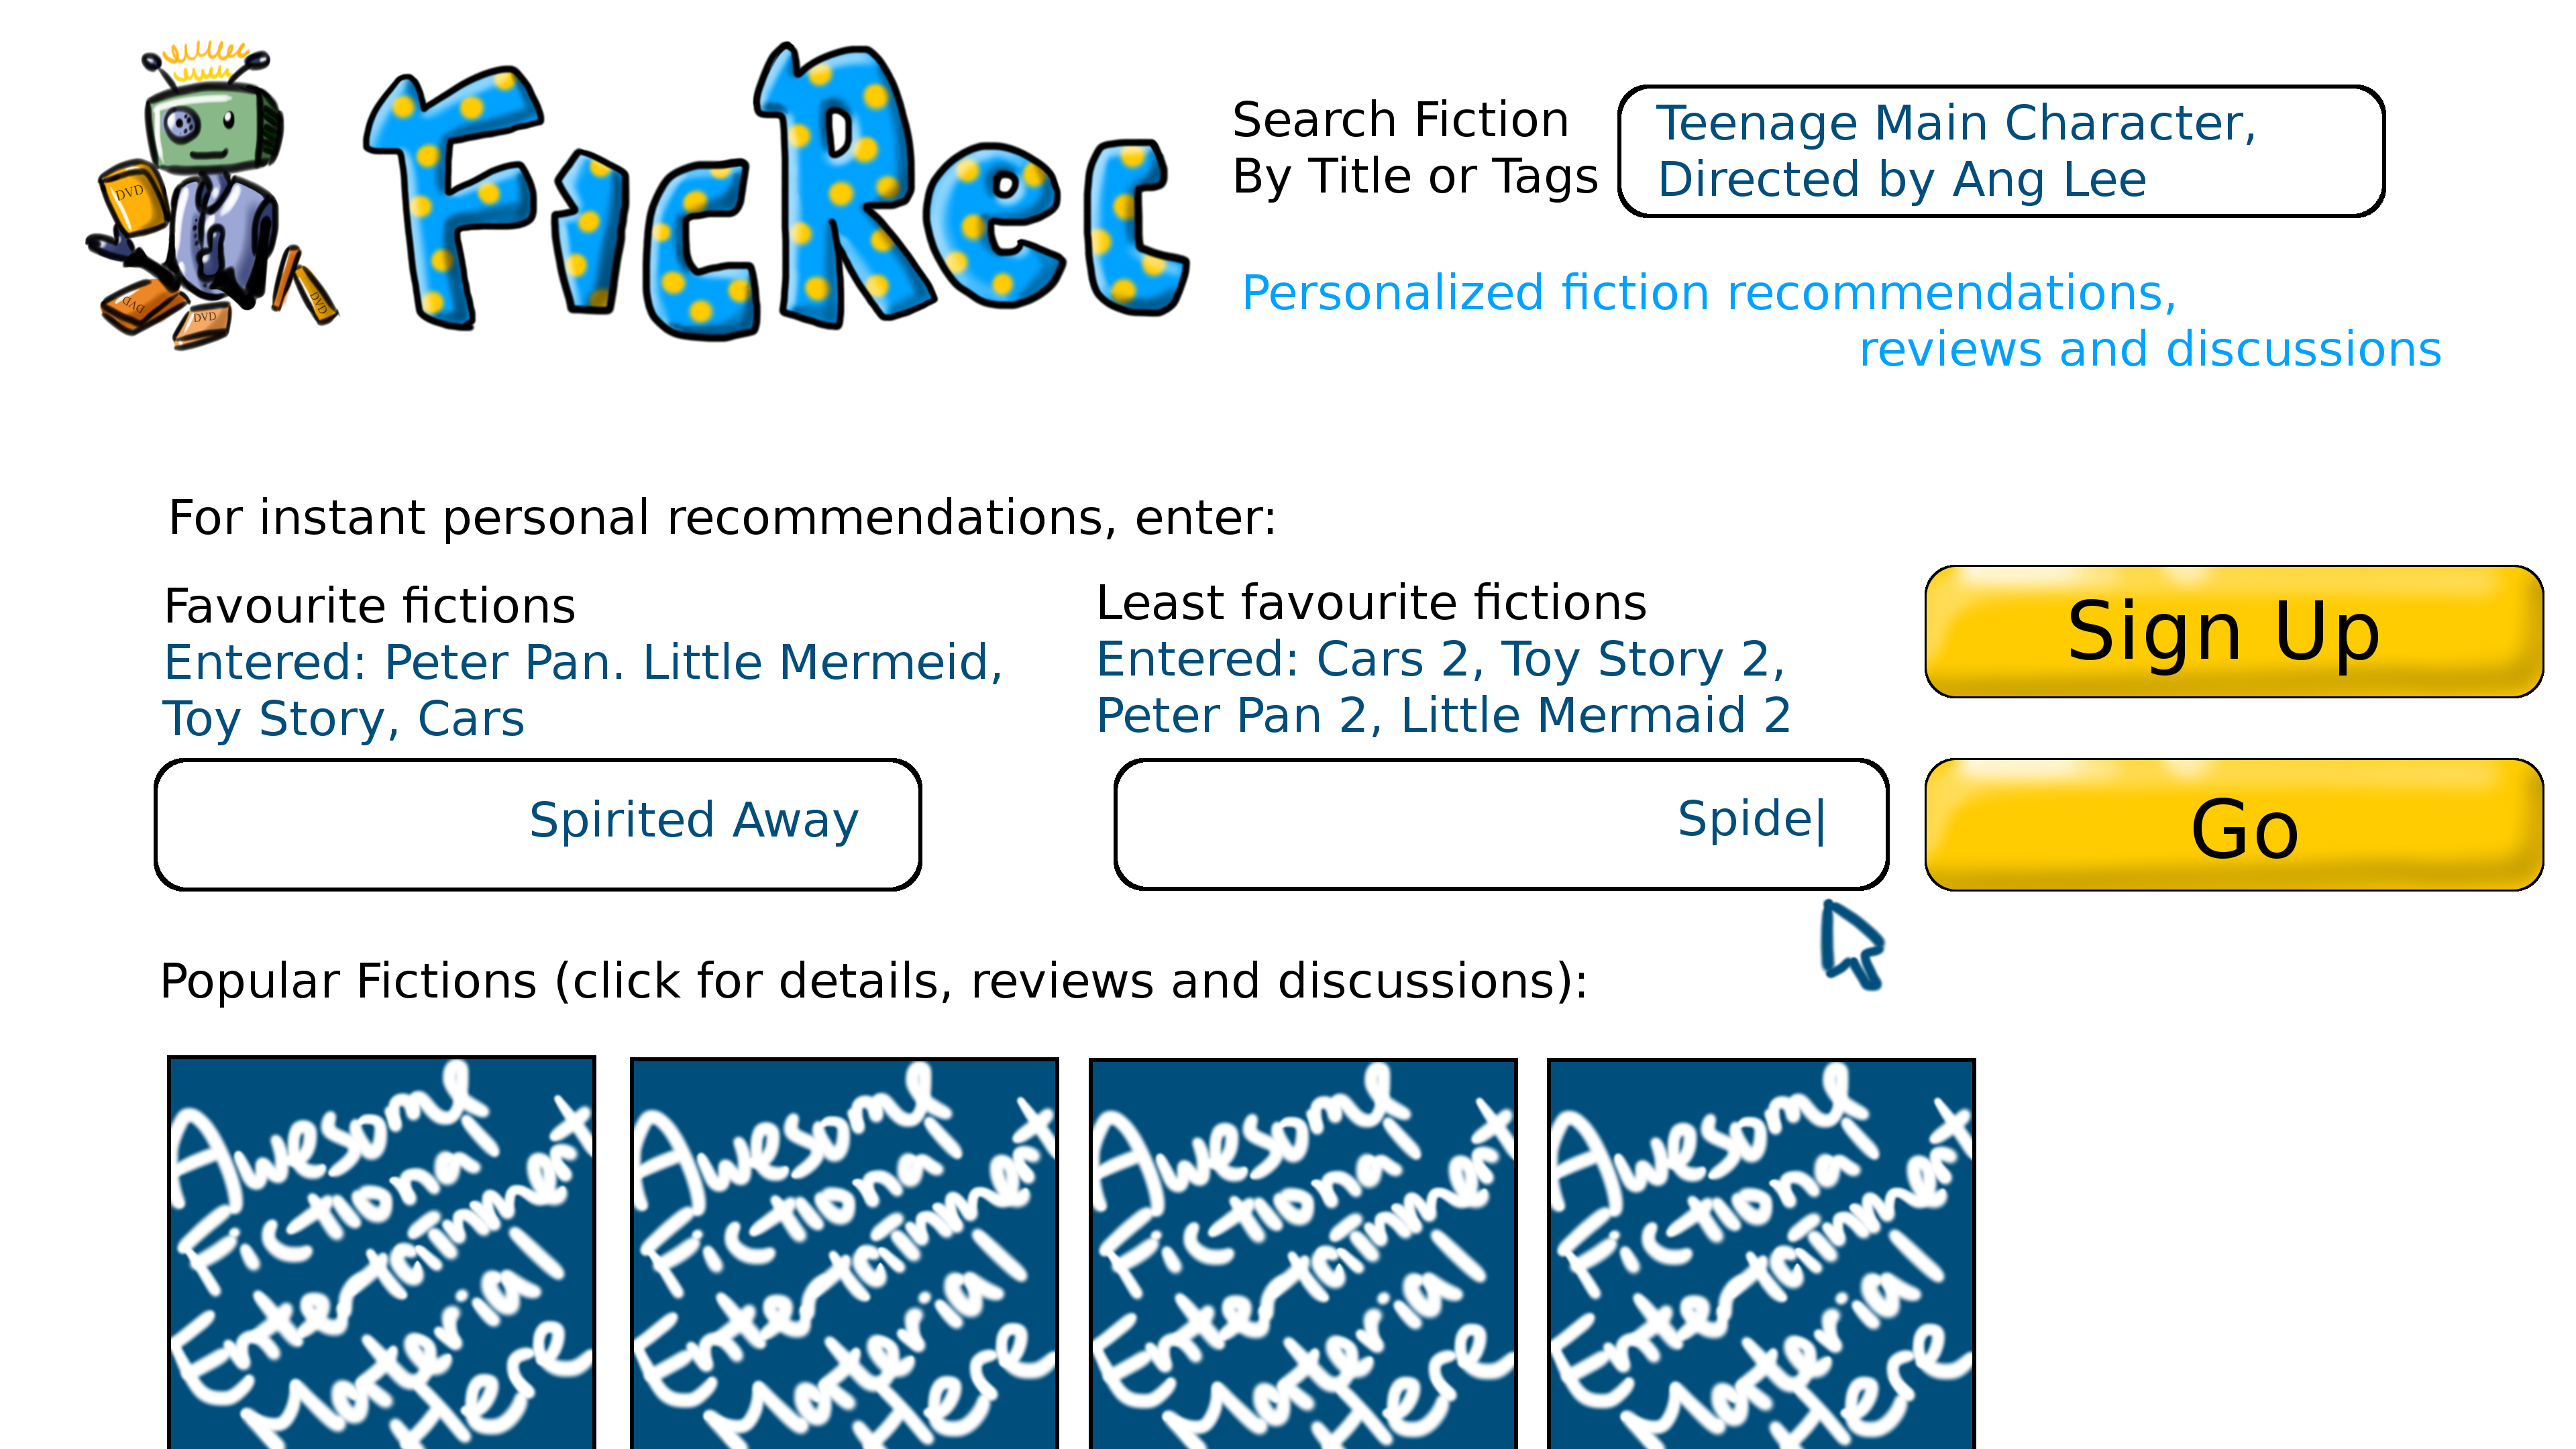 FicRec
DVD
DVD
DVD
DVD
Search Fiction
By Title or Tags
Teenage Main Character,
Directed by Ang Lee
Personalized fiction recommendations,
reviews and discussions
For instant personal recommendations, enter:
Favourite fictions
Entered: Peter Pan. Little Mermeid,
Toy Story, Cars
Spirited Away
Least favourite fictions
Entered: Cars 2, Toy Story 2,
Peter Pan 2, Little Mermaid 2
Spide|
Sign Up
Go
Popular Fictions (click for details, reviews and discussions):
Awesome
Fictional
Entertainment
Material
Here
Awesome
Fictional
Entertainment
Material
Here
Awesome
Fictional
Entertainment
Material
Here
Awesome
Fictional
Entertainment
Material
Here